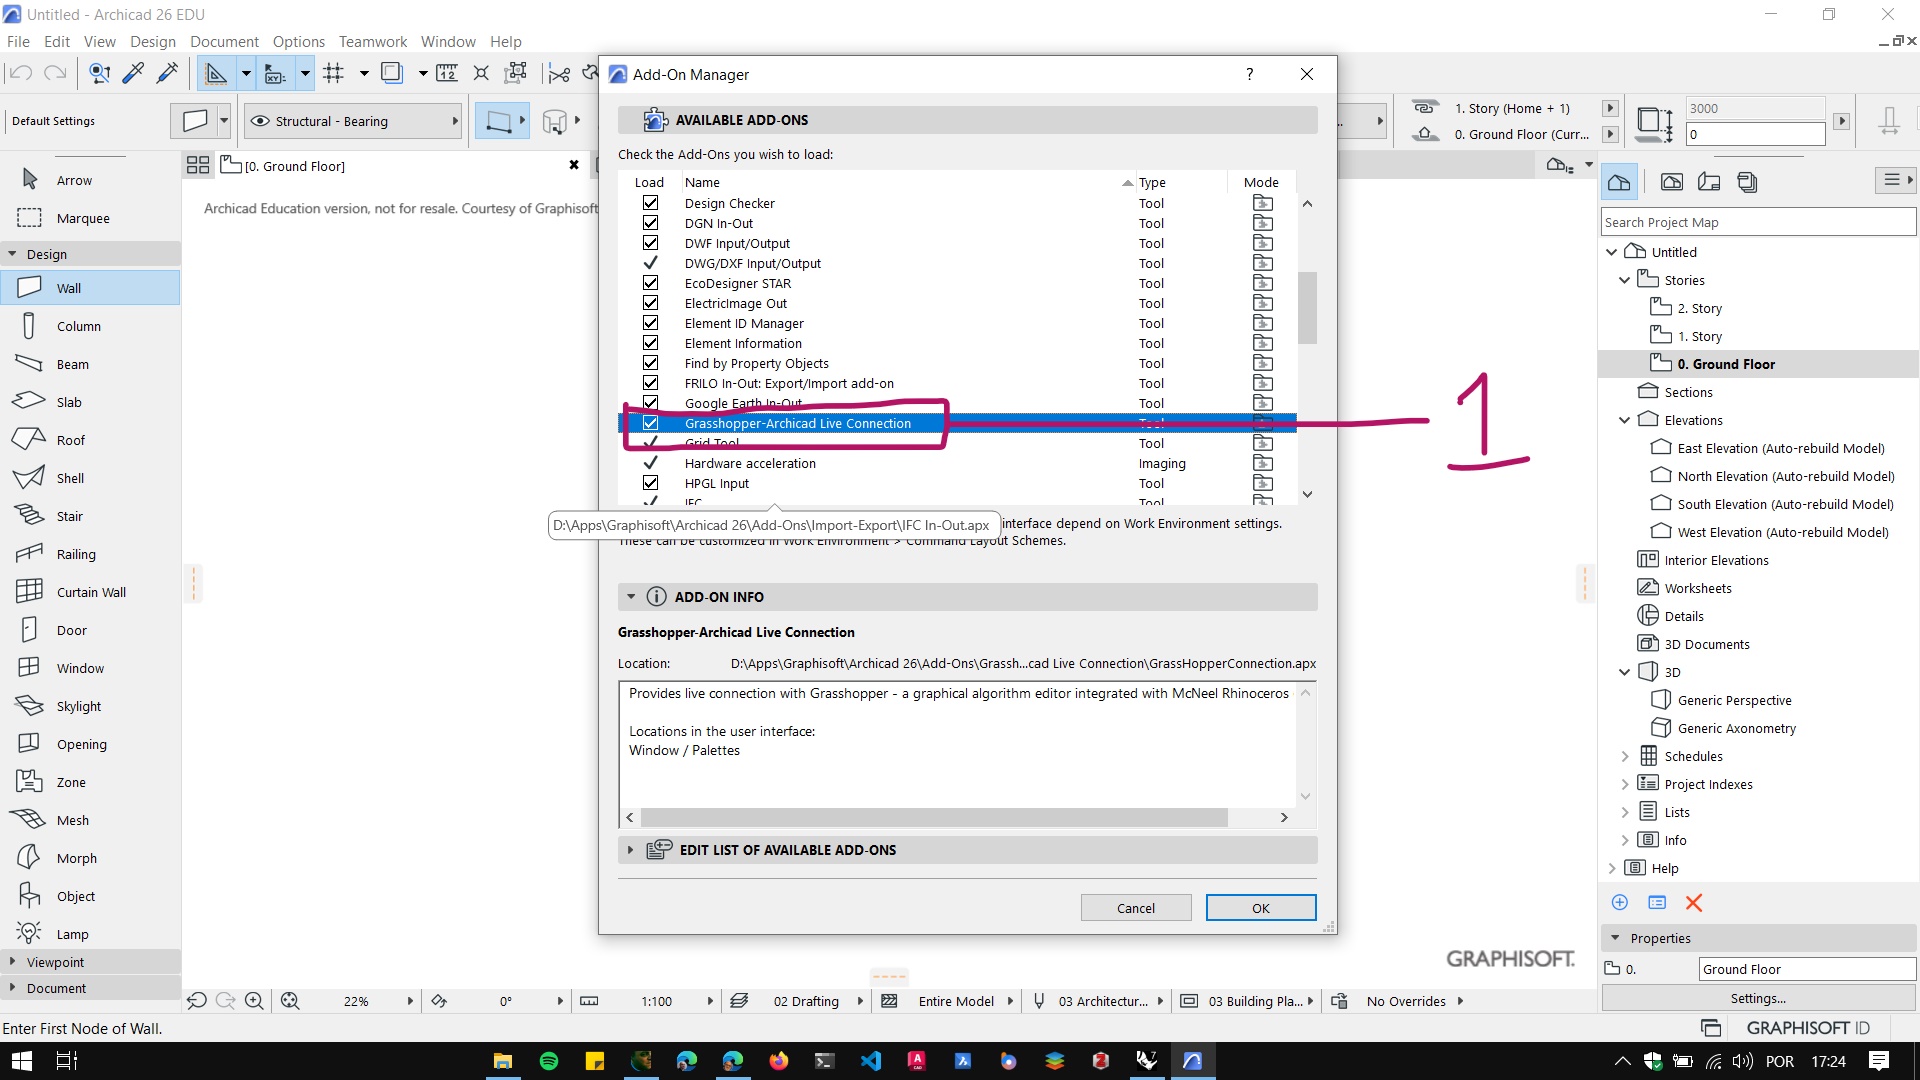 Untitled - Archicad 26 EDU
File Edit View Design Document Options Teamwork Window Help
Default Settings
Structural - Bearing
1. Story (Home + 1)
0. Ground Floor (Curr...
3000
0
Arrow
Marquee
Design
Wall
Column
Beam
Slab
Roof
Shell
Stair
Railing
Curtain Wall
Door
Window
Skylight
Opening
Zone
Mesh
Morph
Object
Lamp
Viewpoint
Document
[0. Ground Floor]
Archicad Education version, not for resale. Courtesy of Graphisoft
Add-On Manager
?
AVAILABLE ADD-ONS
Check the Add-Ons you wish to load:
Load Name Type Mode
Design Checker Tool
DGN In-Out Tool
DWF Input/Output Tool
DWG/DXF Input/Output Tool
EcoDesigner STAR Tool
ElectricImage Out Tool
Element ID Manager Tool
Element Information Tool
Find by Property Objects Tool
FRILO In-Out: Export/Import add-on Tool
Google Earth In-Out Tool
Grasshopper-Archicad Live Connection Tool
Grid Tool Tool
Hardware acceleration Imaging
HPGL Input Tool
IFC Tool
1
D:\Apps\Graphisoft\Archicad 26\Add-Ons\Import-Export\IFC In-Out.apx
interface depend on Work Environment settings.
These can be customized in Work Environment > Command Layout Schemes.
ADD-ON INFO
Grasshopper-Archicad Live Connection
Location: D:\Apps\Graphisoft\Archicad 26\Add-Ons\Grassh...cad Live Connection\GrassHopperConnection.apx
Provides live connection with Grasshopper - a graphical algorithm editor integrated with McNeel Rhinoceros
Locations in the user interface:
Window / Palettes
EDIT LIST OF AVAILABLE ADD-ONS
Cancel OK
GRAPHISOFT.
Search Project Map
Untitled
Stories
2. Story
1. Story
0. Ground Floor
Sections
Elevations
East Elevation (Auto-rebuild Model)
North Elevation (Auto-rebuild Model)
South Elevation (Auto-rebuild Model)
West Elevation (Auto-rebuild Model)
Interior Elevations
Worksheets
Details
3D Documents
3D
Generic Perspective
Generic Axonometry
Schedules
Project Indexes
Lists
Info
Help
Properties
0. Ground Floor
Settings...
22% 0° 1:100 02 Drafting Entire Model 03 Architectur... 03 Building Pla... No Overrides
Enter First Node of Wall.
GRAPHISOFT ID
POR 17:24